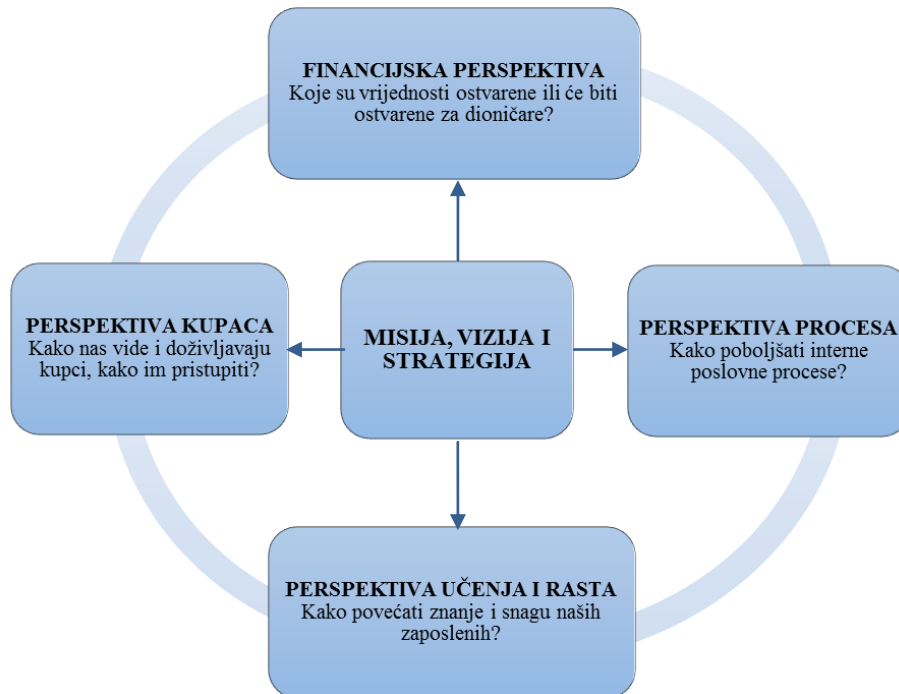 FINANCIJSKA PERSPEKTIVA
Koje su vrijednosti ostvarene ili će biti
ostvarene za dioničare?
PERSPEKTIVA KUPACA
Kako nas vide i doživljavaju
kupci, kako im pristupiti?
MISIJA, VIZIJA I
STRATEGIJA
PERSPEKTIVA PROCESA
Kako poboljšati interne
poslovne procese?
PERSPEKTIVA UČENJA I RASTA
Kako povećati znanje i snagu naših
zaposlenih?